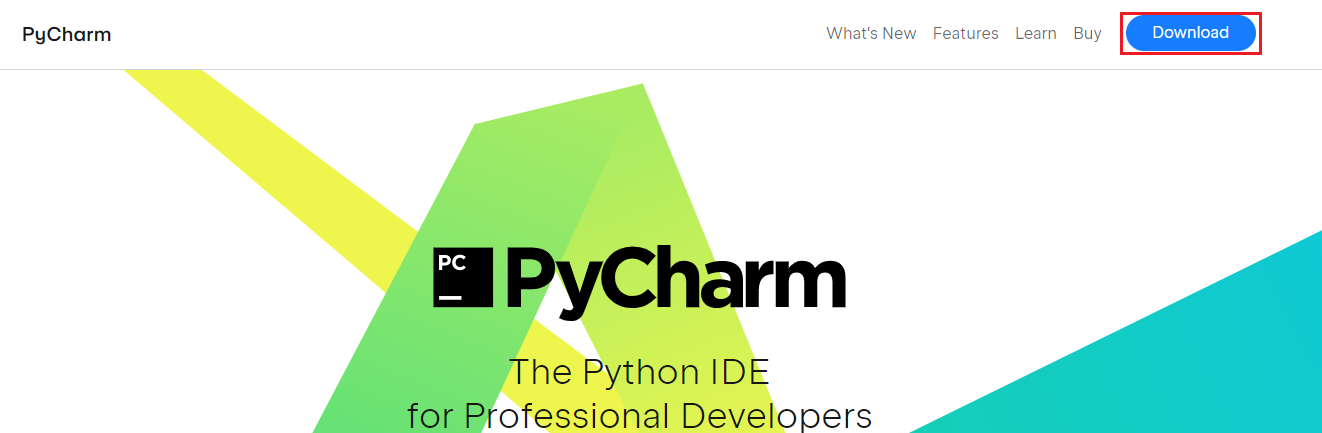 PyCharm What's New Features Learn Buy Download
PC
PyCharm
The Python IDE
for Professional Developers